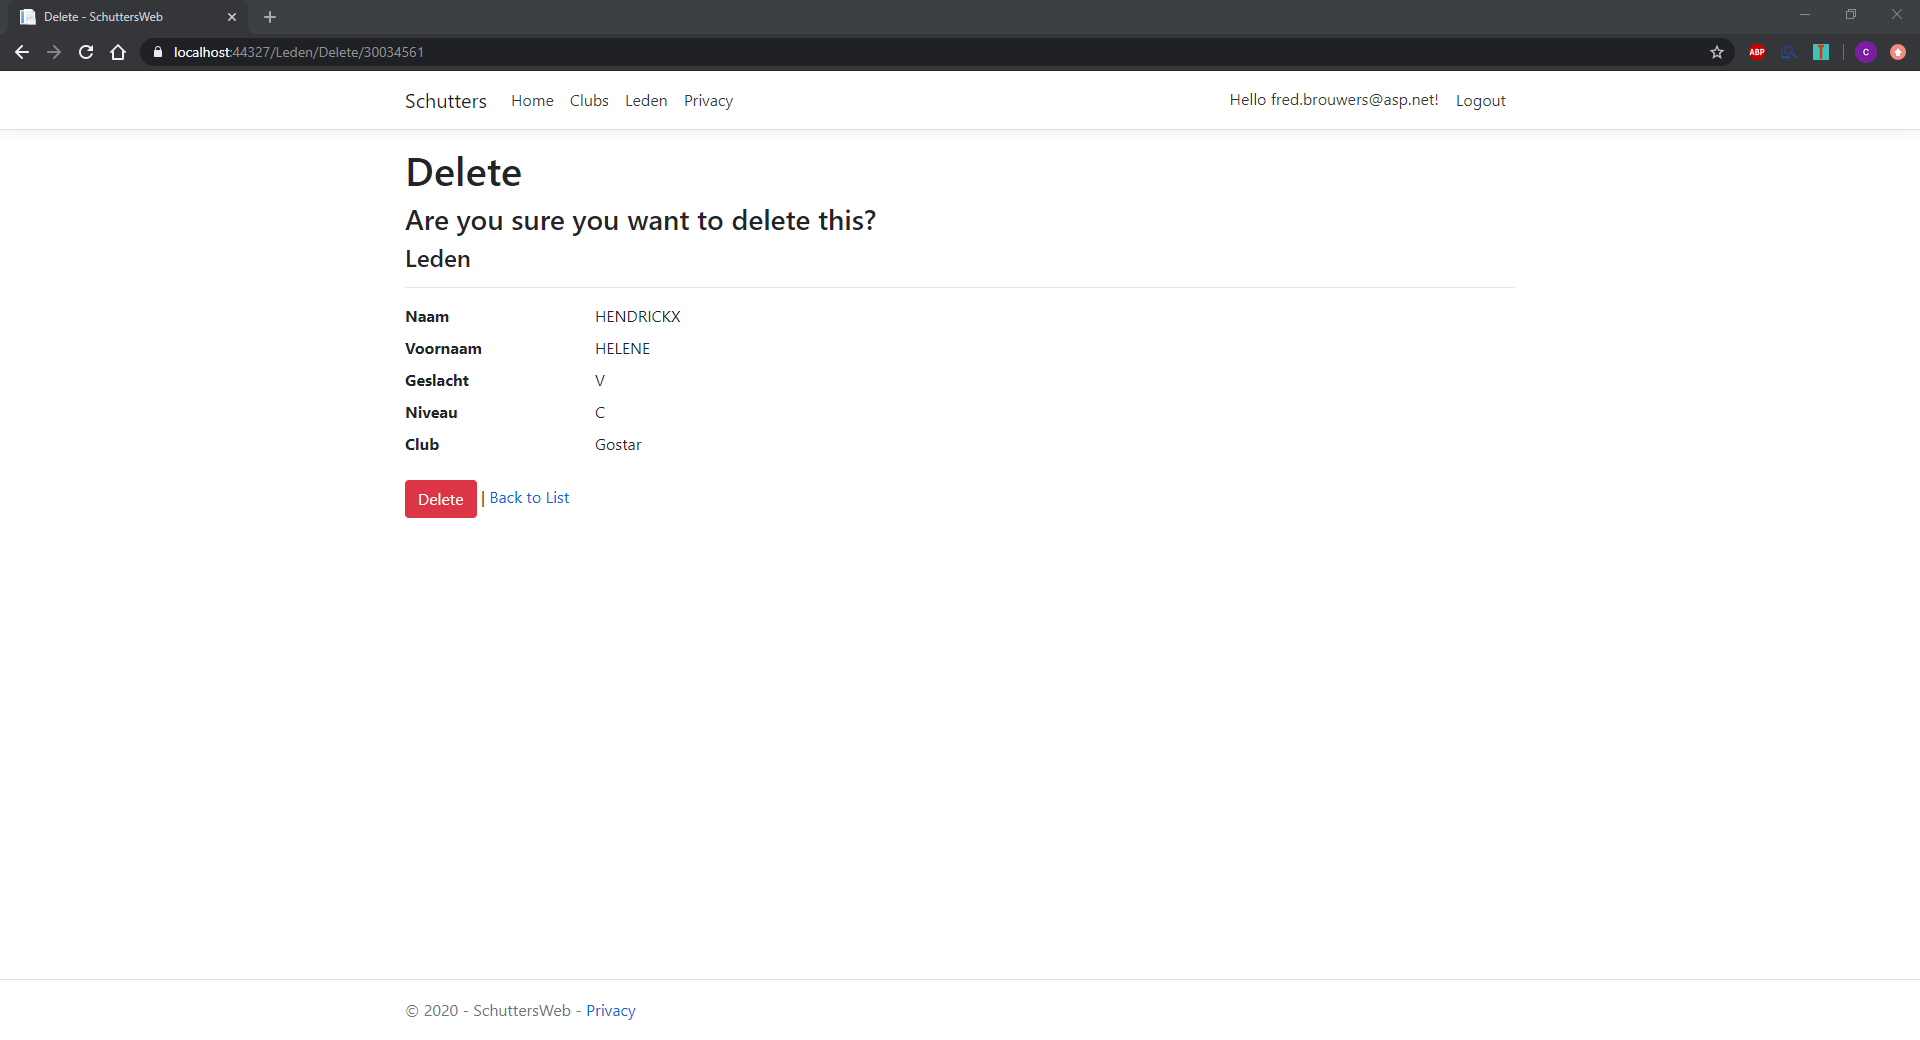 Delete - SchuttersWeb
localhost:44327/Leden/Delete/30034561
ABP
C
Schutters Home Clubs Leden Privacy Hello fred.brouwers@asp.net! Logout
Delete
Are you sure you want to delete this?
Leden
Naam HENDRICKX
Voornaam HELENE
Geslacht V
Niveau C
Club Gostar
Delete | Back to List
© 2020 - SchuttersWeb - Privacy